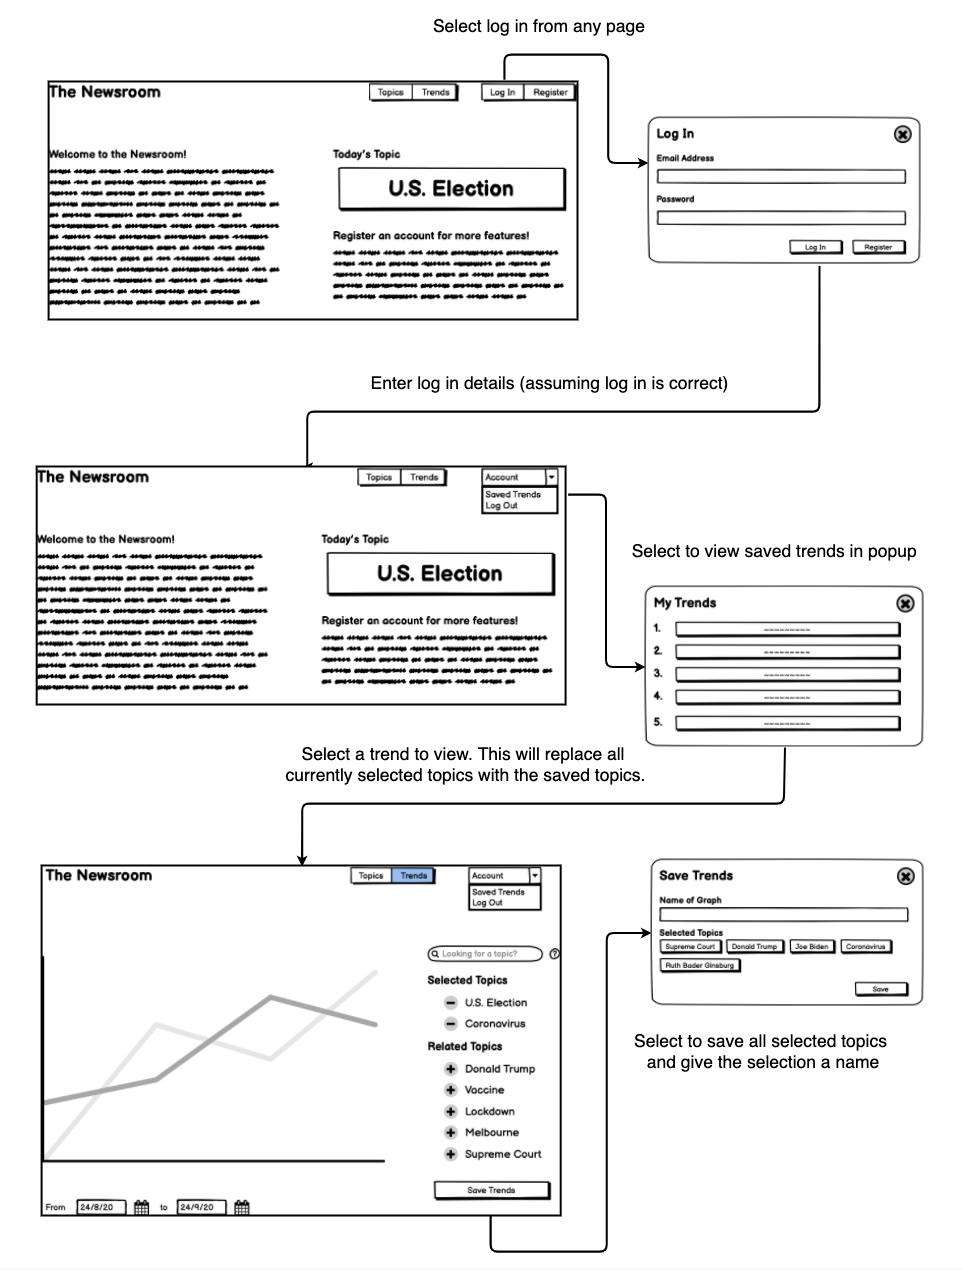 Select log in from any page
The Newsroom
Topics Trends
Log In Register
Welcome to the Newsroom!
Today's Topic
U.S. Election
Register an account for more features!
Log In
Email Address
Password
Log In Register
Enter log in details (assuming log in is correct)
The Newsroom
Topics Trends
Account
Saved Trends
Log Out
Welcome to the Newsroom!
Today's Topic
U.S. Election
Register an account for more features!
Select to view saved trends in popup
My Trends
1. ~~~~~~~~~
2. ~~~~~~~~~
3. ~~~~~~~~~
4. ~~~~~~~~~
5. ~~~~~~~~~
Select a trend to view. This will replace all
currently selected topics with the saved topics.
The Newsroom
Topics Trends
Account
Saved Trends
Log Out
Looking for a topic? ?
Selected Topics
U.S. Election
Coronavirus
Related Topics
Donald Trump
Vaccine
Lockdown
Melbourne
Supreme Court
Save Trends
From 24/8/20 to 24/9/20
Save Trends
Name of Graph
Selected Topics
Supreme Court Donald Trump Joe Biden Coronavirus
Ruth Bader Ginsburg
Save
Select to save all selected topics
and give the selection a name